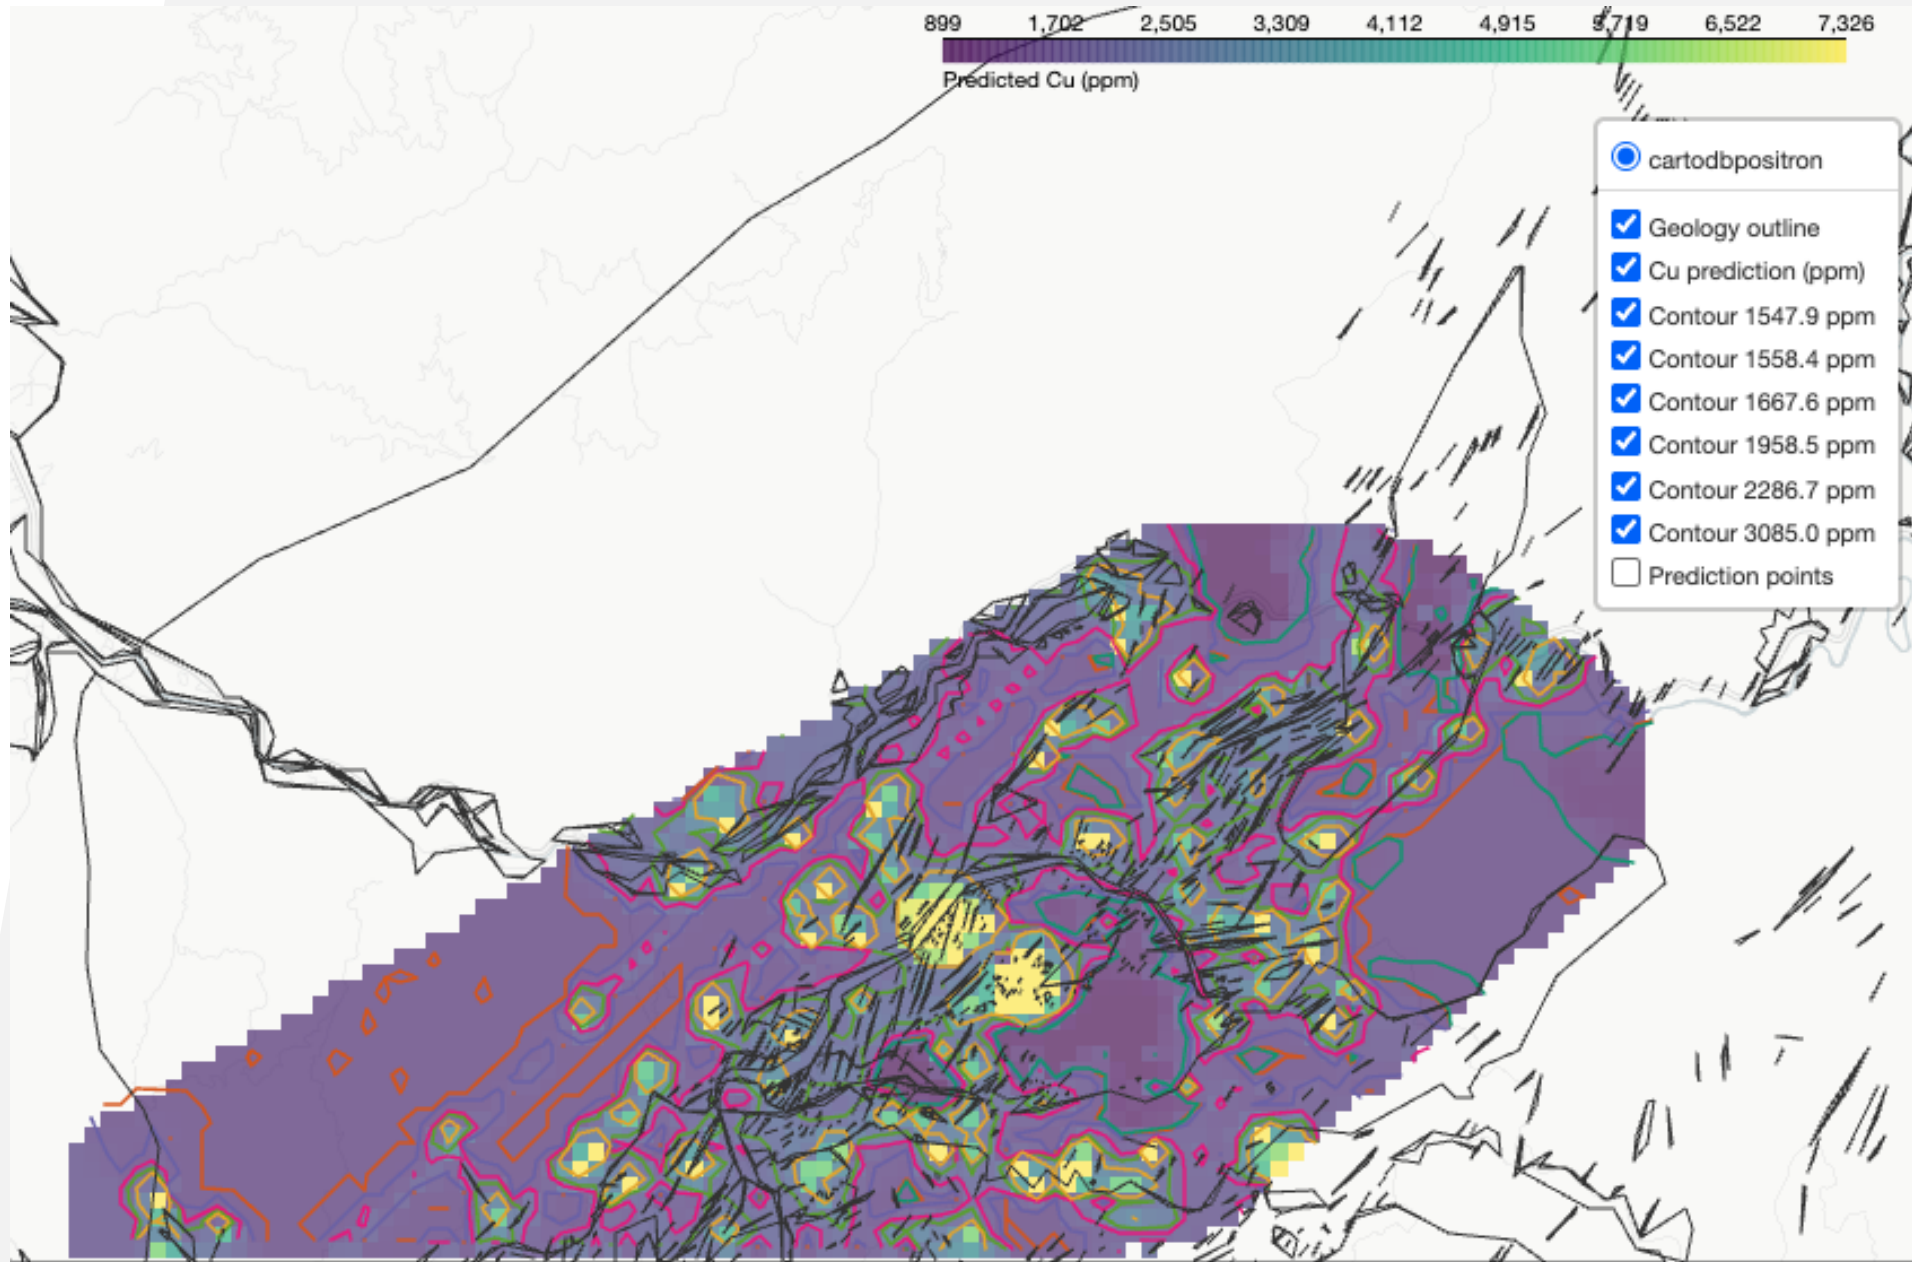 899 1,702 2,505 3,309 4,112 4,915 5,719 6,522 7,326
Predicted Cu (ppm)
cartodbpositron
Geology outline
Cu prediction (ppm)
Contour 1547.9 ppm
Contour 1558.4 ppm
Contour 1667.6 ppm
Contour 1958.5 ppm
Contour 2286.7 ppm
Contour 3085.0 ppm
Prediction points